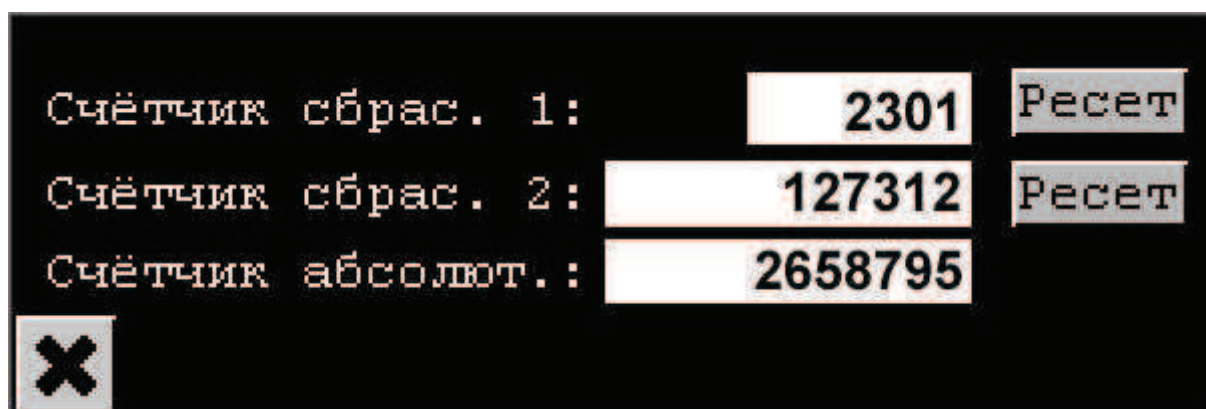 Счётчик сбрас. 1: 2301 Ресет
Счётчик сбрас. 2: 127312 Ресет
Счётчик абсолют.: 2658795